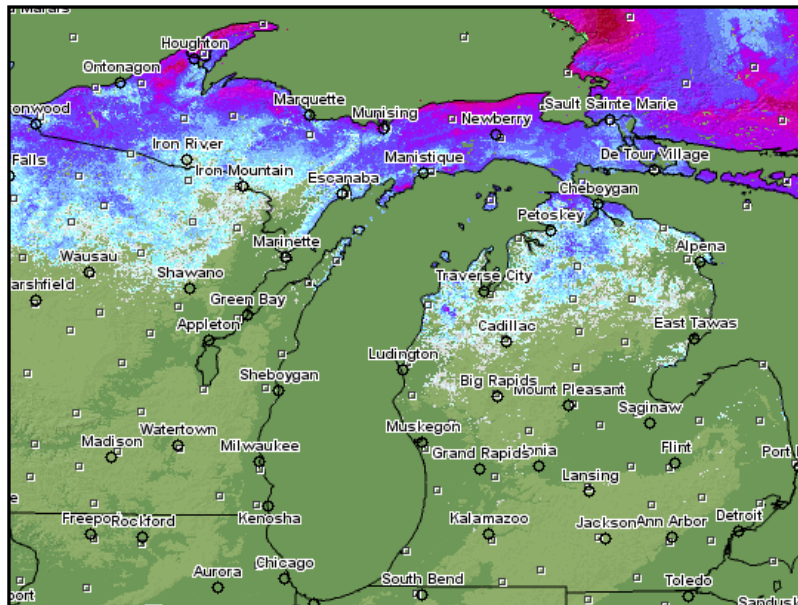 Houghton
Ontonagon
Marquette
Munising
Sault Sainte Marie
Newberry
Iron River
Manistique
De Tour Village
Falls
Iron Mountain
Escanaba
Cheboygan
Petoskey
Marinette
Alpena
Wausau
Traverse City
Shawano
Green Bay
Appleton
Cadillac
East Tawas
Ludington
Sheboygan
Big Rapids
Mount Pleasant
Saginaw
Watertown
Muskegon
Madison
Milwaukee
Grand Rapids
Flint
Lansing
Kenosha
Rockford
Kalamazoo
Jackson
Ann Arbor
Detroit
Chicago
Aurora
South Bend
Toledo